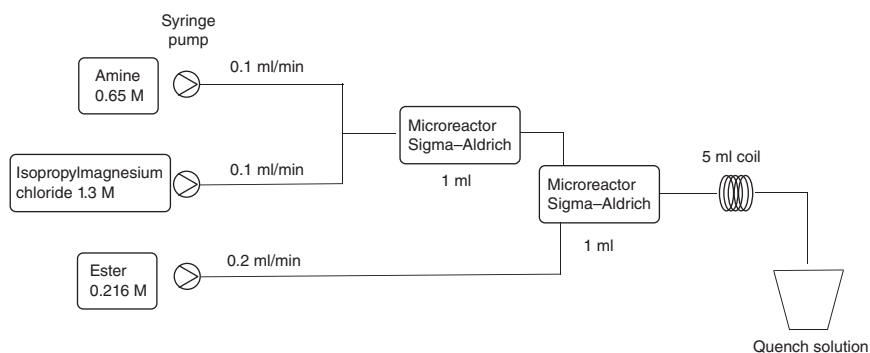 Syringe
pump
Amine
0.65 M
0.1 ml/min
Isopropylmagnesium
chloride 1.3 M
0.1 ml/min
Microreactor
Sigma–Aldrich
1 ml
Microreactor
Sigma–Aldrich
1 ml
5 ml coil
Ester
0.216 M
0.2 ml/min
Quench solution